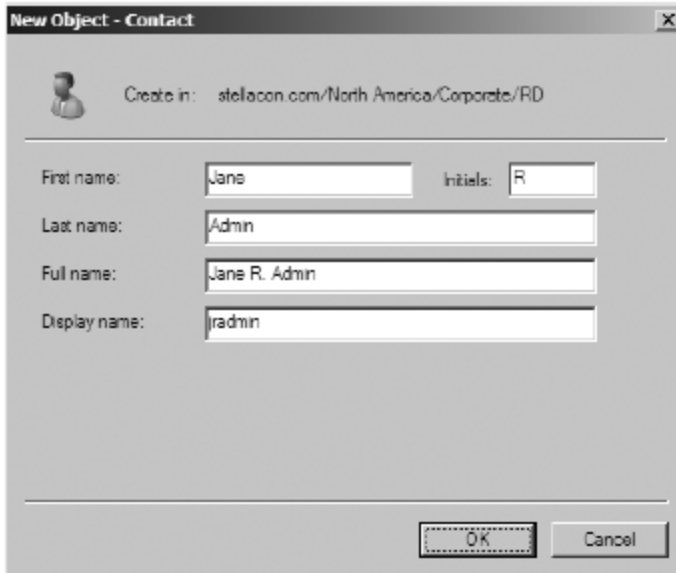 New Object - Contact
Create in: stellacon.com/North America/Corporate/RD
First name: Jane Initials: R
Last name: Admin
Full name: Jane R. Admin
Display name: jradmin
OK Cancel